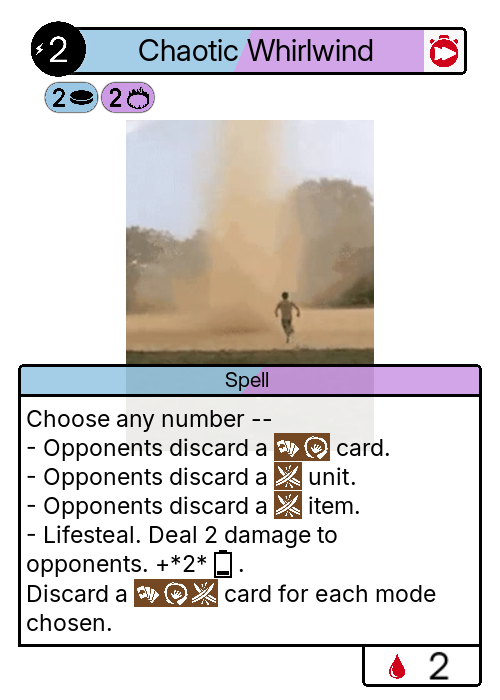 2 Chaotic Whirlwind
2 2
Spell
Choose any number --
- Opponents discard a card.
- Opponents discard a unit.
- Opponents discard a item.
- Lifesteal. Deal 2 damage to
opponents. +*2* .
Discard a card for each mode
chosen.
2